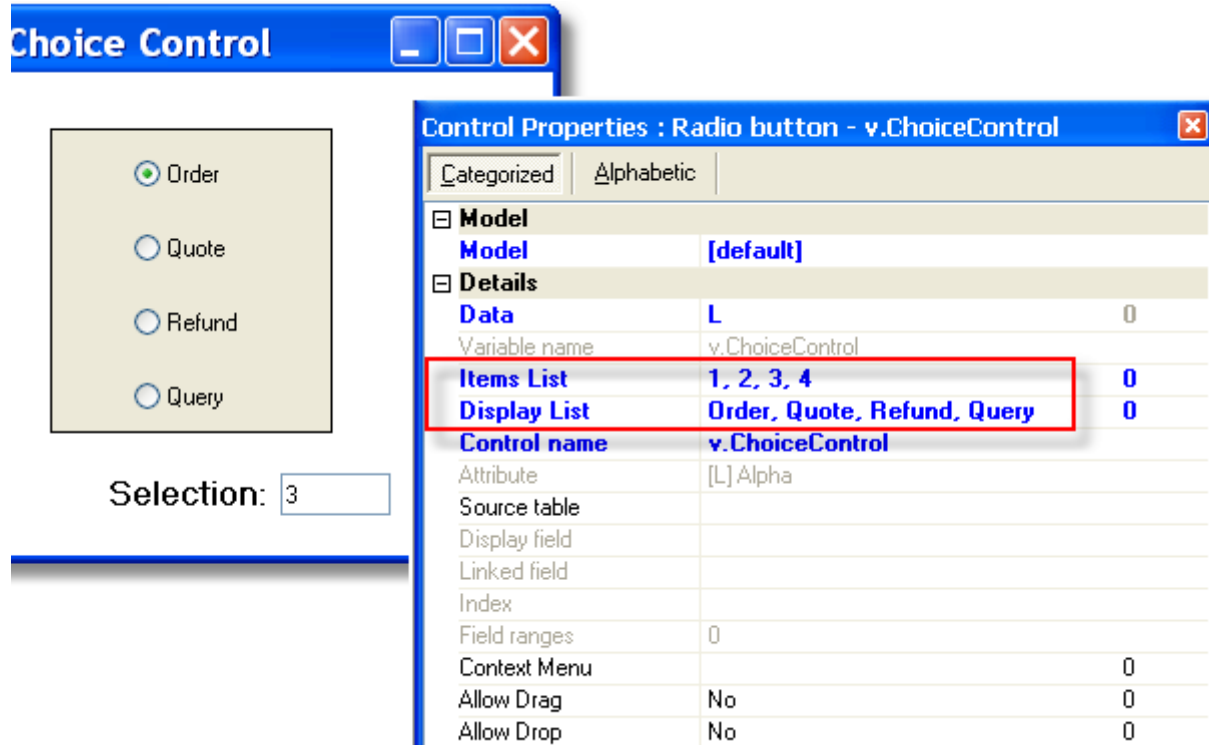 Choice Control
Order
Quote
Refund
Query
Selection: 3
Control Properties : Radio button - v.ChoiceControl
Categorized Alphabetic
Model
Model [default]
Details
Data L 0
Variable name v.ChoiceControl
Items List 1, 2, 3, 4 0
Display List Order, Quote, Refund, Query 0
Control name v.ChoiceControl
Attribute [L] Alpha
Source table
Display field
Linked field
Index
Field ranges 0
Context Menu 0
Allow Drag No 0
Allow Drop No 0